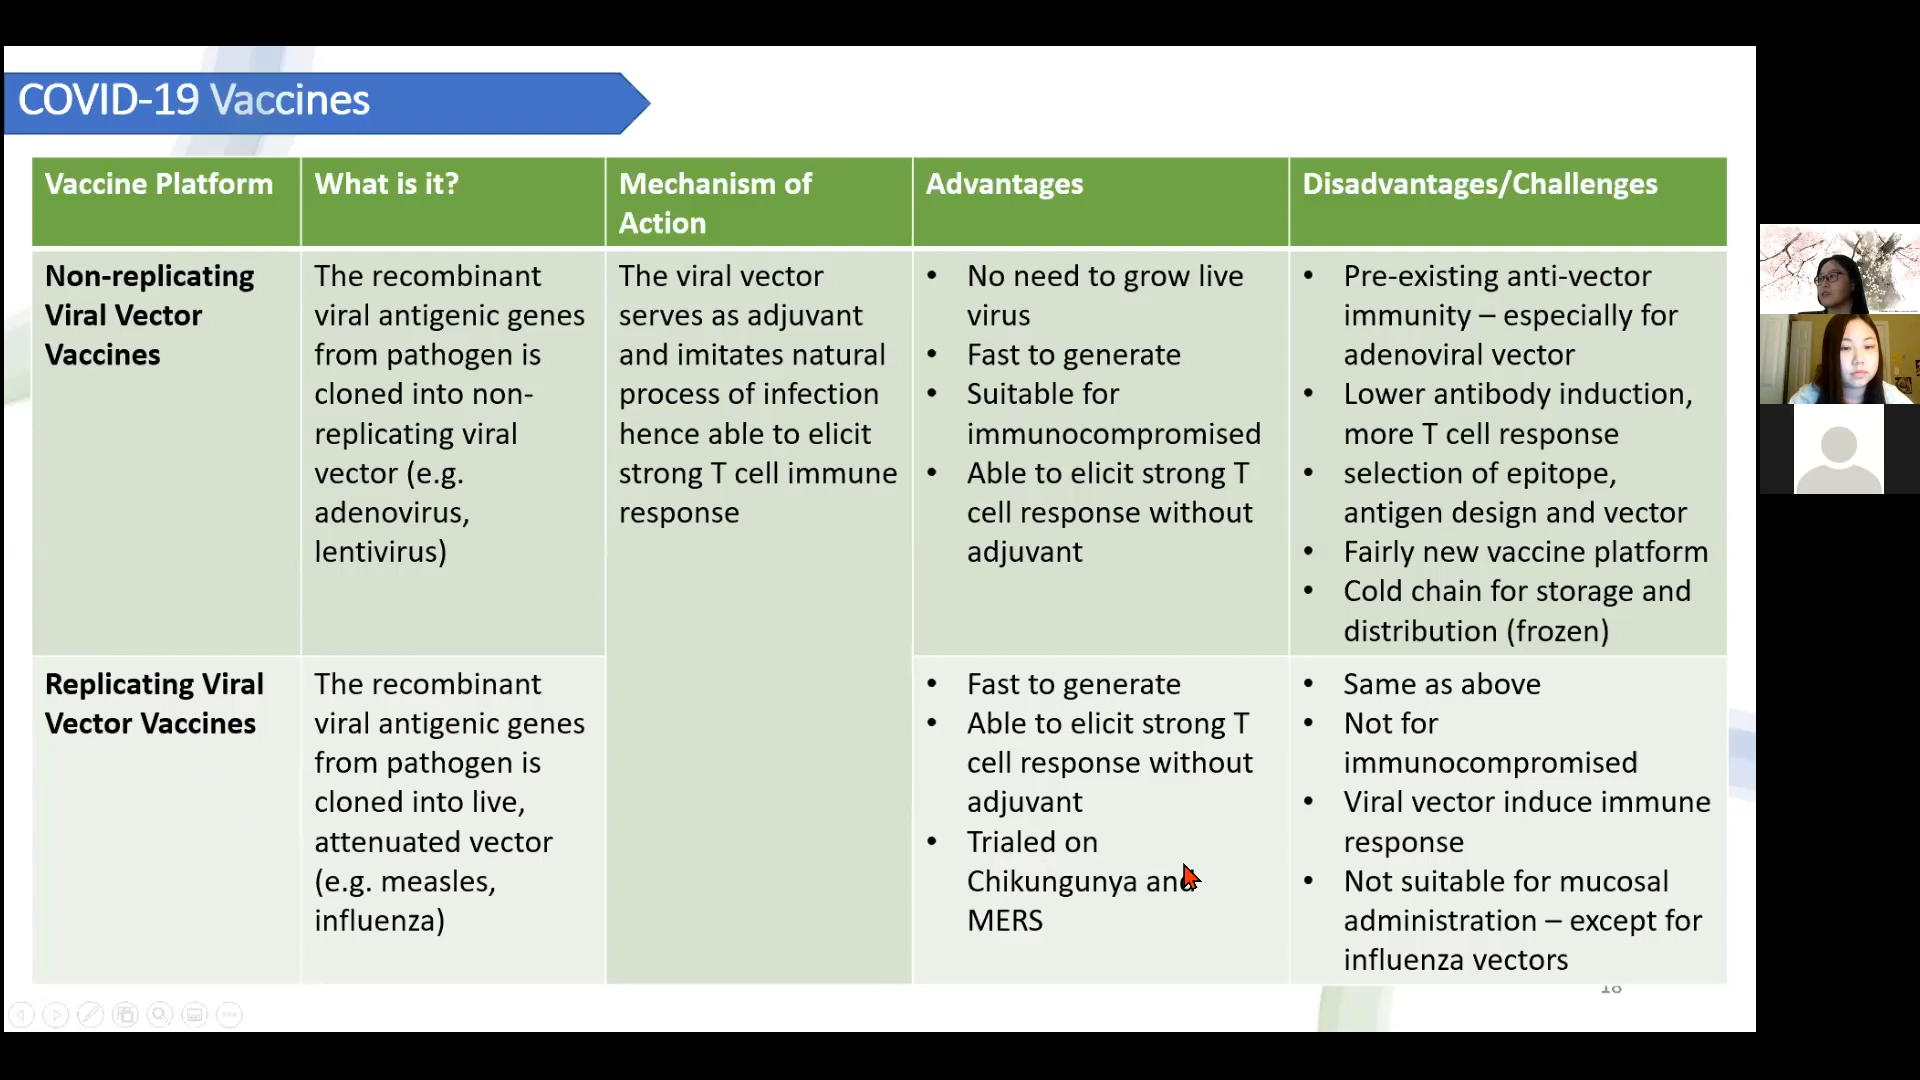 COVID-19 Vaccines
Vaccine Platform
What is it?
Mechanism of
Action
Advantages
Disadvantages/Challenges
Non-replicating
Viral Vector
Vaccines
The recombinant
viral antigenic genes
from pathogen is
cloned into non-
replicating viral
vector (e.g.
adenovirus,
lentivirus)
The viral vector
serves as adjuvant
and imitates natural
process of infection
hence able to elicit
strong T cell immune
response
• No need to grow live
virus
• Fast to generate
• Suitable for
immunocompromised
• Able to elicit strong T
cell response without
adjuvant
• Pre-existing anti-vector
immunity – especially for
adenoviral vector
• Lower antibody induction,
more T cell response
• selection of epitope,
antigen design and vector
• Fairly new vaccine platform
• Cold chain for storage and
distribution (frozen)
Replicating Viral
Vector Vaccines
The recombinant
viral antigenic genes
from pathogen is
cloned into live,
attenuated vector
(e.g. measles,
influenza)
• Fast to generate
• Able to elicit strong T
cell response without
adjuvant
• Trialed on
Chikungunya and
MERS
• Same as above
• Not for
immunocompromised
• Viral vector induce immune
response
• Not suitable for mucosal
administration – except for
influenza vectors
18